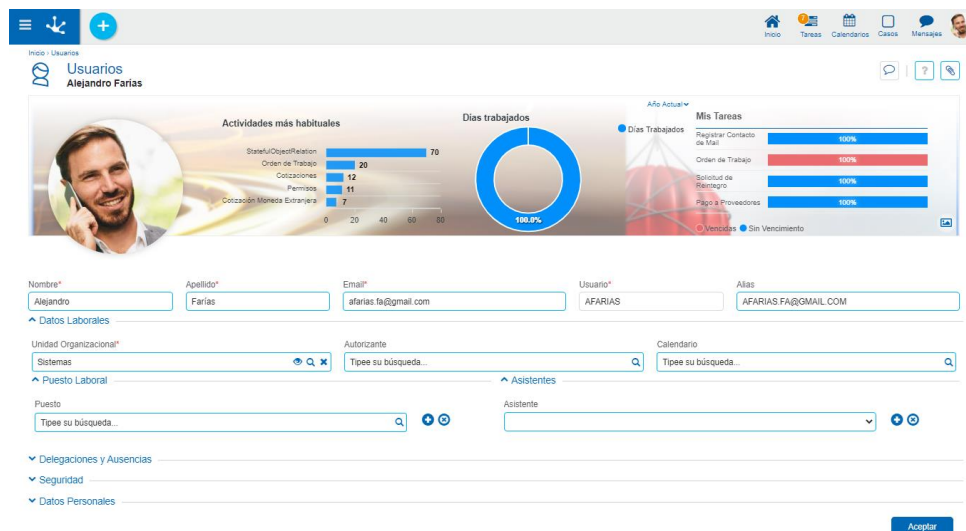 7
Inicio
Tareas
Calendarios
Casos
Mensajes
Inicio › Usuarios
Usuarios
Alejandro Farías
?
Actividades más habituales
StatefulObjectRelation
70
Orden de Trabajo
20
Cotizaciones
12
Permisos
11
Cotización Moneda Extranjera
7
0 20 40 60 80
Días trabajados
100.0%
Año Actual
Días Trabajados
Mis Tareas
Registrar Contacto
de Mail
100%
Orden de Trabajo
100%
Solicitud de
Reintegro
100%
Pago a Proveedores
100%
Vencidas Sin Vencimiento
Nombre* Apellido* Email* Usuario* Alias
Alejandro Farías afarias.fa@gmail.com AFARIAS AFARIAS.FA@GMAIL.COM
Datos Laborales
Unidad Organizacional* Autorizante Calendario
Sistemas Tipee su búsqueda... Tipee su búsqueda...
Puesto Laboral Asistentes
Puesto Asistente
Tipee su búsqueda...
Delegaciones y Ausencias
Seguridad
Datos Personales
Aceptar